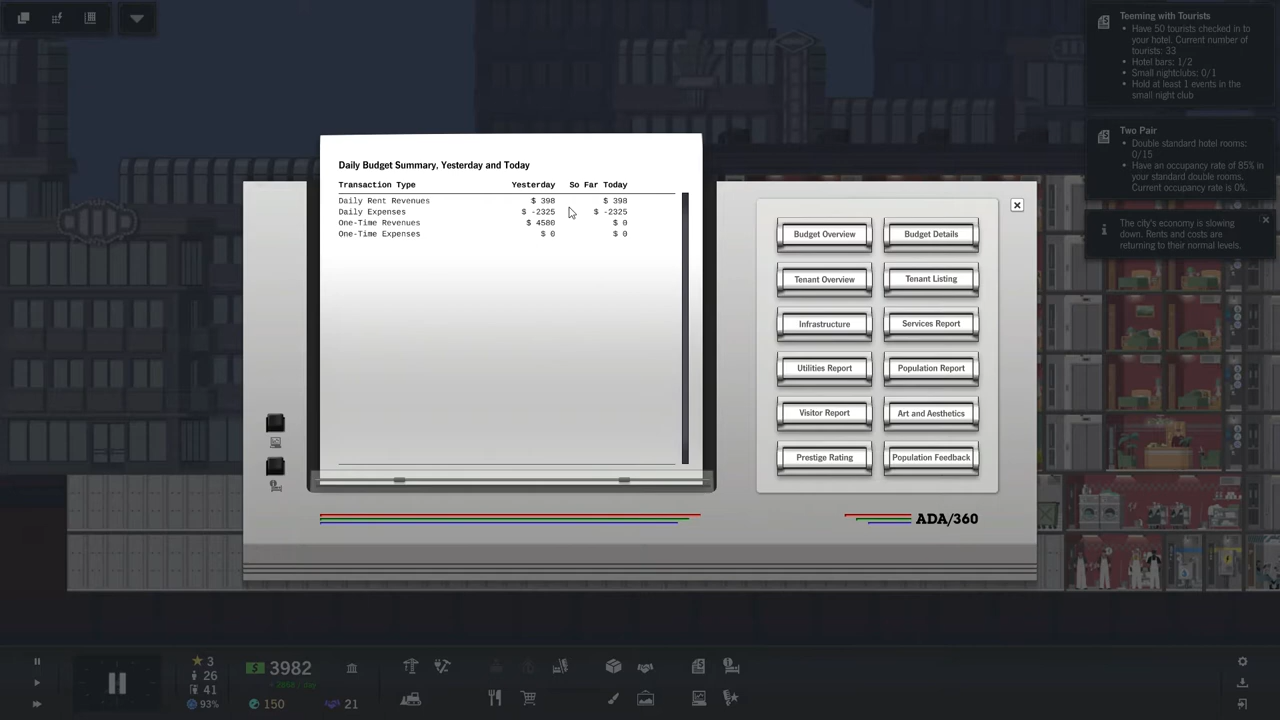 Teeming with Tourists
• Have 50 tourists checked in to
your hotel. Current number of
tourists: 33
• Hotel bars: 1/2
• Small nightclubs: 0/1
• Hold at least 1 events in the
small night club
Two Pair
• Double standard hotel rooms:
0/15
• Have an occupancy rate of 85% in
your standard double rooms.
Current occupancy rate is 0%.
The city's economy is slowing
down. Rents and costs are
returning to their normal levels.
Daily Budget Summary, Yesterday and Today
Transaction Type Yesterday So Far Today
Daily Rent Revenues $ 398 $ 398
Daily Expenses $ -2325 $ -2325
One-Time Revenues $ 4580 $ 0
One-Time Expenses $ 0 $ 0
Budget Overview Budget Details
Tenant Overview Tenant Listing
Infrastructure Services Report
Utilities Report Population Report
Visitor Report Art and Aesthetics
Prestige Rating Population Feedback
ADA/360
3
26
41
93%
$ 3982
150
21